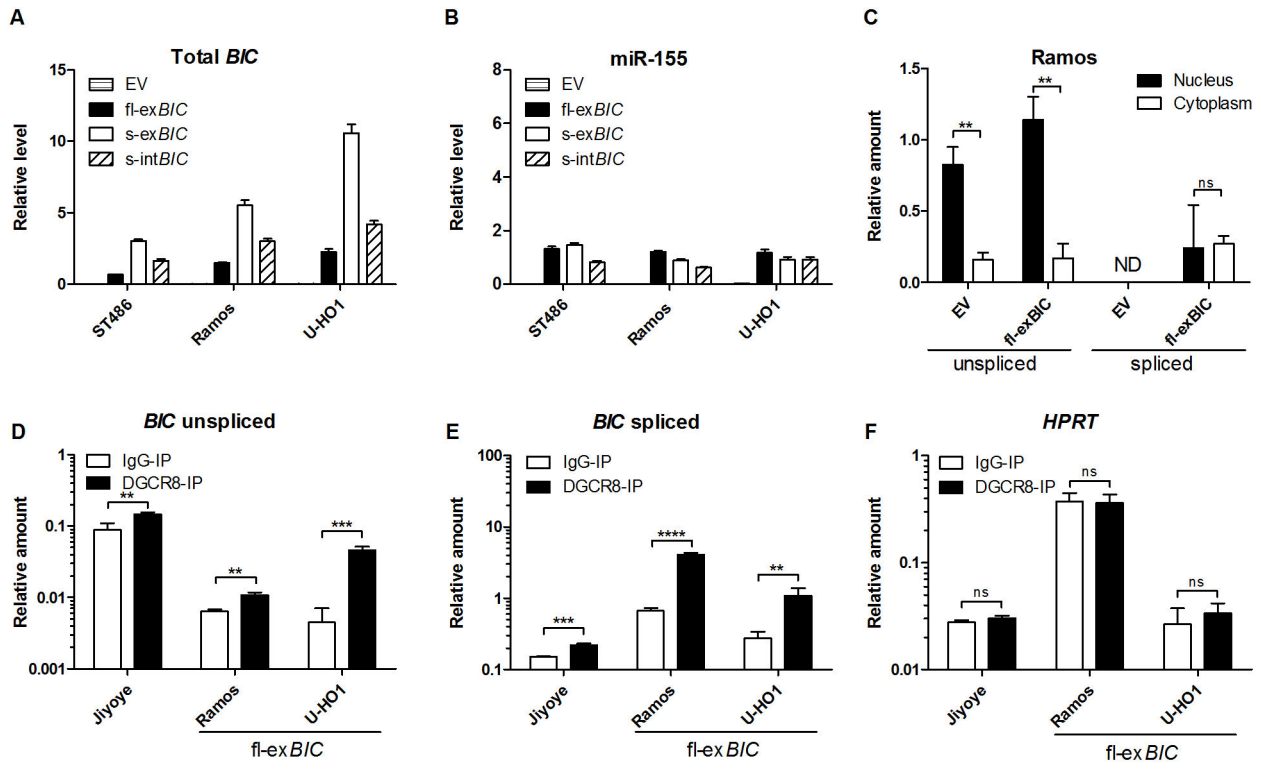 A
Total BIC
15
10
5
0
Relative level
EV
fl-exBIC
s-exBIC
s-intBIC
ST486
Ramos
U-HO1
B
miR-155
8
6
4
2
0
Relative level
EV
fl-exBIC
s-exBIC
s-intBIC
ST486
Ramos
U-HO1
C
Ramos
1.5
1.0
0.5
0.0
Relative amount
Nucleus
Cytoplasm
**
**
ND
ns
EV
fl-exBIC
EV
fl-exBIC
unspliced
spliced
D
BIC unspliced
1
0.1
0.01
0.001
Relative amount
IgG-IP
DGCR8-IP
**
**
***
Jiyoye
Ramos
U-HO1
fl-exBIC
E
BIC spliced
100
10
1
0.1
Relative amount
IgG-IP
DGCR8-IP
***
****
**
Jiyoye
Ramos
U-HO1
fl-exBIC
F
HPRT
1
0.1
0.01
Relative amount
IgG-IP
DGCR8-IP
ns
ns
ns
Jiyoye
Ramos
U-HO1
fl-exBIC